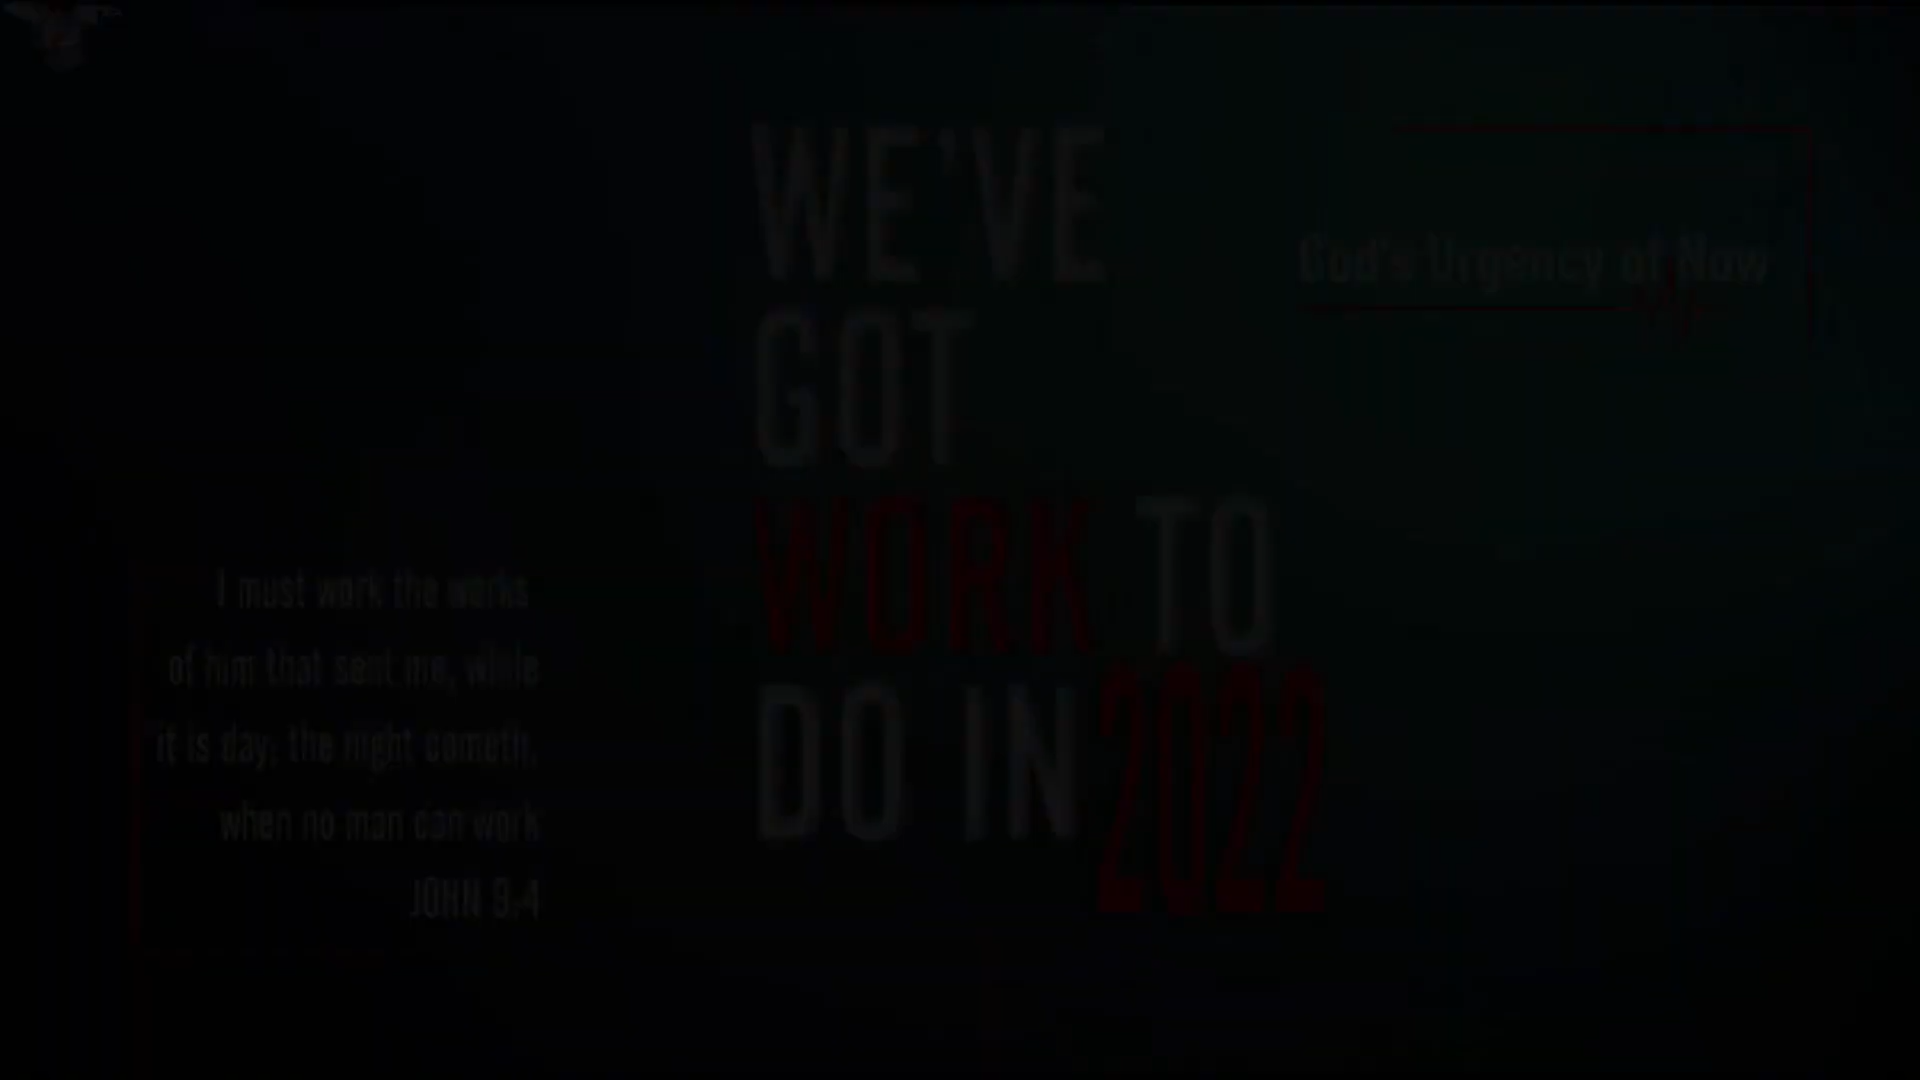 WE'VE
GOT
WORK TO
DO IN 2022
God's Urgency of Now
I must work the works
of him that sent me, while
it is day; the night cometh,
when no man can work
JOHN 9:4